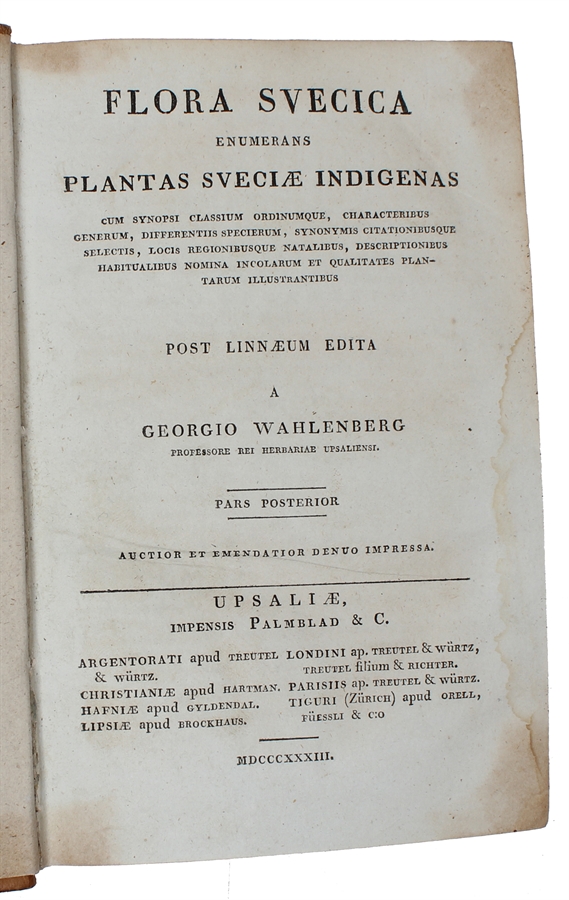 FLORA SVECICA
ENUMERANS
PLANTAS SVECIÆ INDIGENAS
CUM SYNOPSI CLASSIUM ORDINUMQUE, CHARACTERIBUS
GENERUM, DIFFERENTIIS SPECIERUM, SYNONYMIS CITATIONIBUSQUE
SELECTIS, LOCIS REGIONIBUSQUE NATALIBUS, DESCRIPTIONIBUS
HABITUALIBUS NOMINA INCOLARUM ET QUALITATES PLAN-
TARUM ILLUSTRANTIBUS
POST LINNÆUM EDITA
A
GEORGIO WAHLENBERG
PROFESSORE REI HERBARIAE UPSALIENSI.
PARS POSTERIOR
AUCTIOR ET EMENDATIOR DENUO IMPRESSA.
UPSALIÆ,
IMPENSIS PALMBLAD & C.
ARGENTORATI apud TREUTEL
& WÜRTZ.
CHRISTIANIÆ apud HARTMAN.
HAFNIÆ apud GYLDENDAL.
LIPSIÆ apud BROCKHAUS.
LONDINI ap. TREUTEL & WÜRTZ,
TREUTEL filium & RICHTER.
PARISIIS ap. TREUTEL & WÜRTZ.
TIGURI (ZÜRICH) apud ORELL,
FÜESSLI & C:O
MDCCCXXXIII.